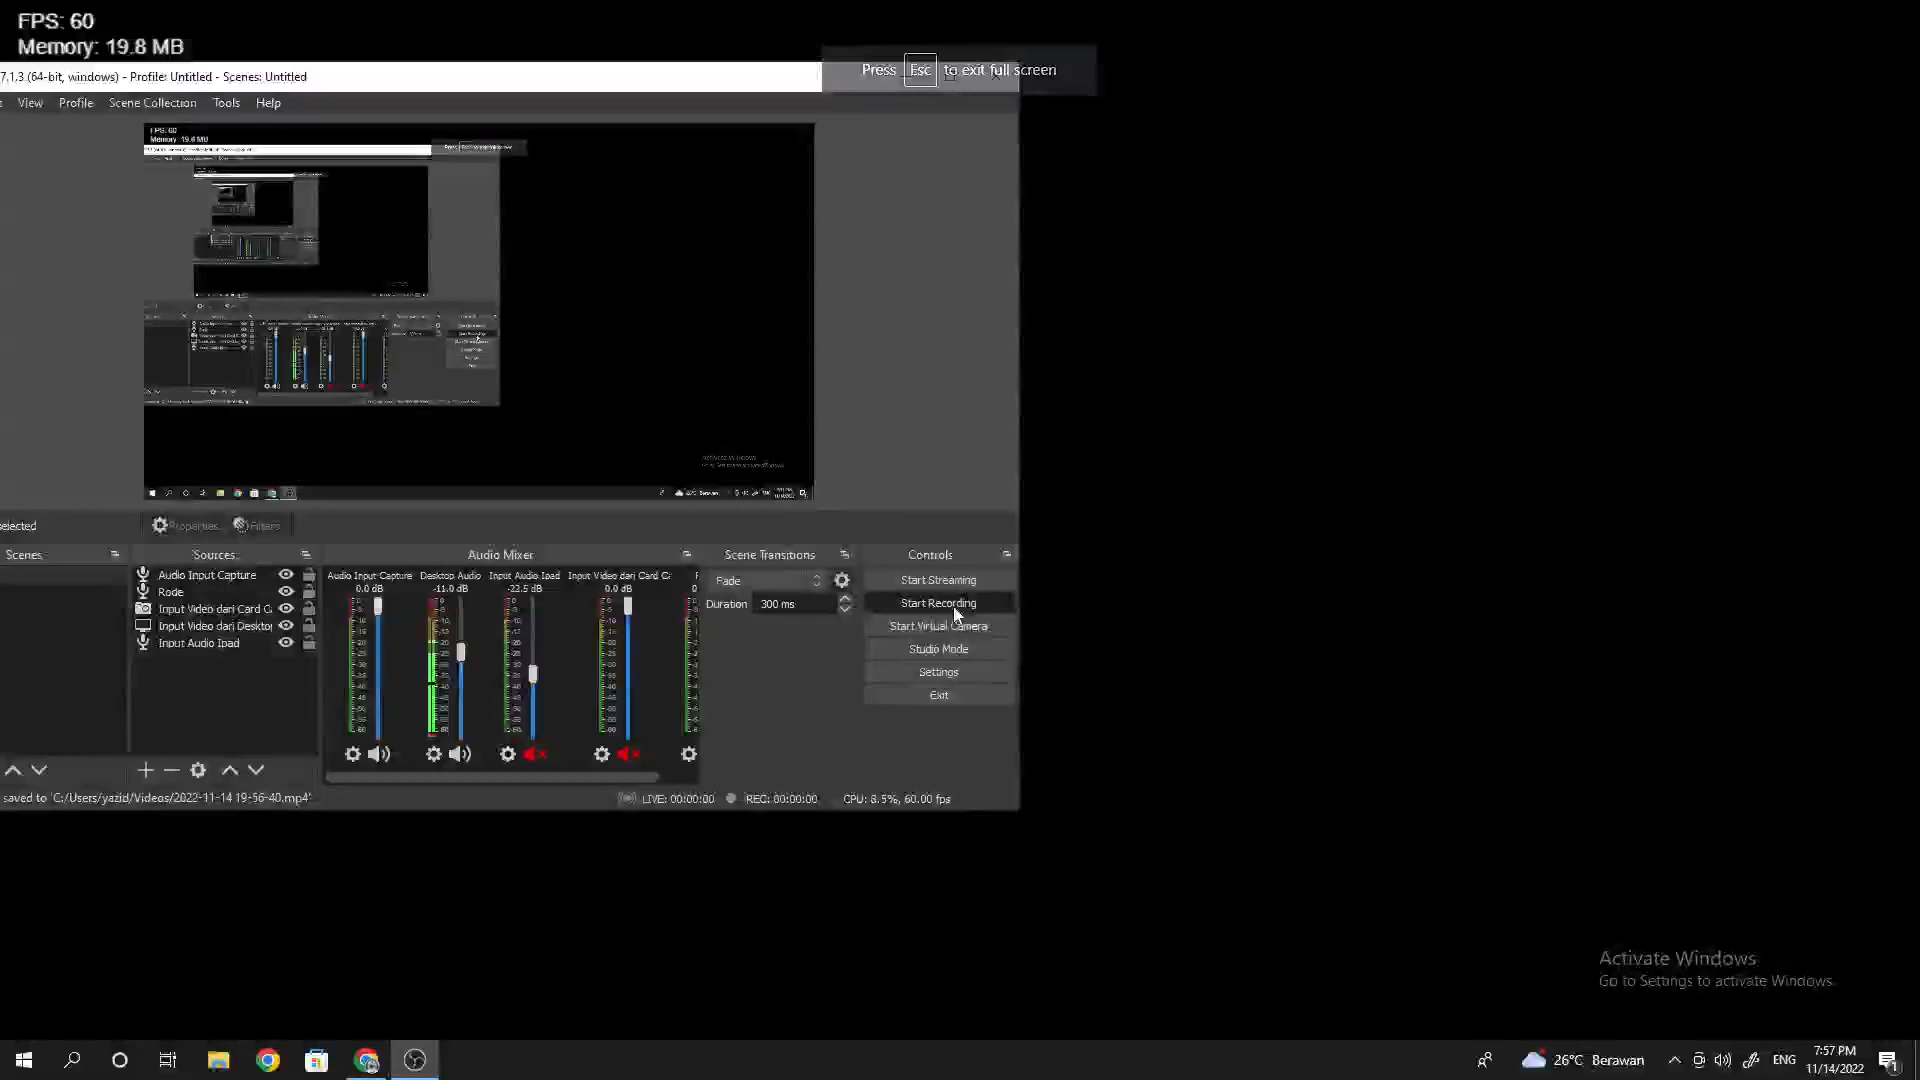 FPS: 60
Memory: 19.8 MB
7.1.3 (64-bit, windows) - Profile: Untitled - Scenes: Untitled
Press Esc to exit full screen
View Profile Scene Collection Tools Help
FPS: 60
elected
Properties Filters
Scenes
Sources
Audio Mixer
Scene Transitions
Controls
Audio Input Capture
Rode
Input Video dari Card C
Input Video dari Deskto
Input Audio Ipad
Audio Input Capture Desktop Audio Input Audio Ipad Input Video dari Card C
0.0 dB -11.0 dB -22.5 dB 0.0 dB 0
Fade
Duration 300 ms
Start Streaming
Start Recording
Start Virtual Camera
Studio Mode
Settings
Exit
saved to 'C:/Users/yazid/Videos/2022-11-14 19-56-40.mp4'
LIVE: 00:00:00 REC: 00:00:00 CPU: 8.5%, 60.00 fps
Activate Windows
Go to Settings to activate Windows.
26°C Berawan
ENG
7:57 PM
11/14/2022
1